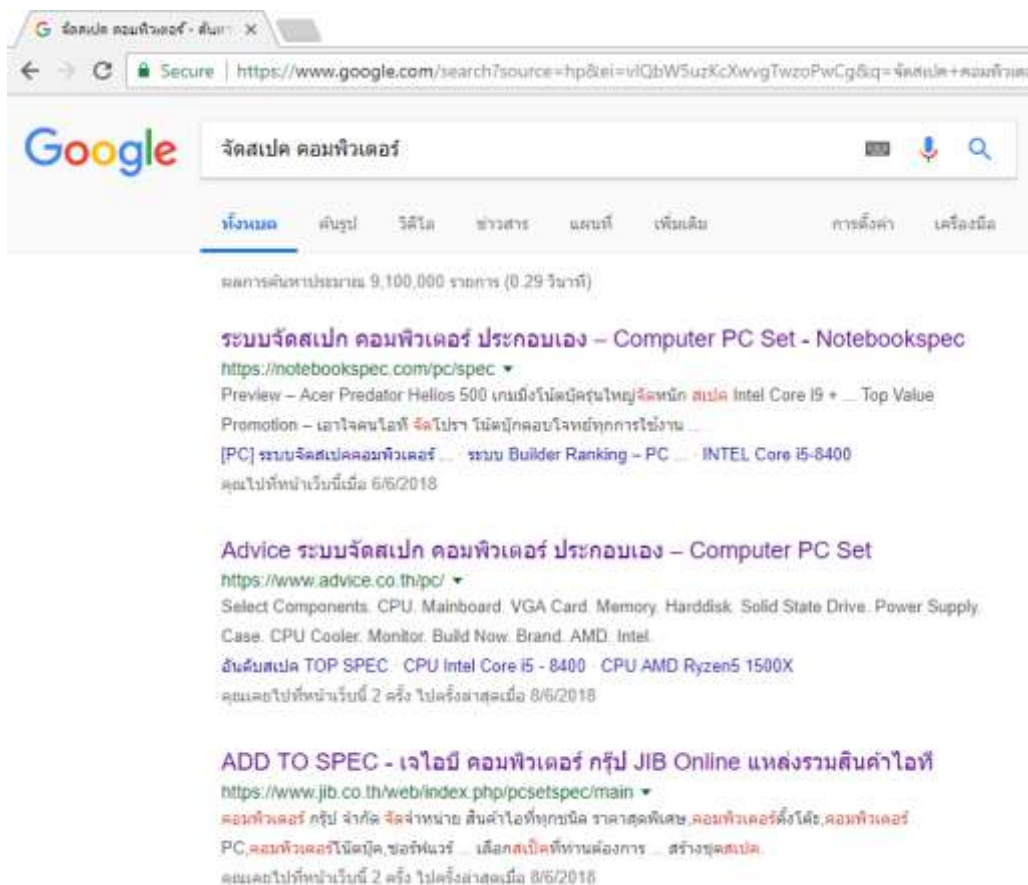 จัดสเปค คอมพิวเตอร์ - ค้นหา
Secure | https://www.google.com/search?source=hp&ei=vIQbW5uzKcXwvgTwzoPwCg&q=จัดสเปค+คอมพิวเตอ
Google จัดสเปค คอมพิวเตอร์
ทั้งหมด ค้นรูป วิดีโอ ข่าวสาร แผนที่ เพิ่มเติม การตั้งค่า เครื่องมือ
ผลการค้นหาประมาณ 9,100,000 รายการ (0.29 วินาที)
ระบบจัดสเปก คอมพิวเตอร์ ประกอบเอง – Computer PC Set - Notebookspec
https://notebookspec.com/pc/spec
Preview – Acer Predator Helios 500 เกมมิ่งโน้ตบุ๊ครุ่นใหญ่จัดหนัก สเปค Intel Core I9 + ... Top Value
Promotion – เอาใจคนไอที จัดโปรฯ โน้ตบุ๊กตอบโจทย์ทุกการใช้งาน ...
[PC] ระบบจัดสเปคคอมพิวเตอร์ ... · ระบบ Builder Ranking – PC ... · INTEL Core i5-8400
คุณไปที่หน้าเว็บนี้เมื่อ 6/6/2018
Advice ระบบจัดสเปก คอมพิวเตอร์ ประกอบเอง – Computer PC Set
https://www.advice.co.th/pc/
Select Components. CPU. Mainboard. VGA Card. Memory. Harddisk. Solid State Drive. Power Supply.
Case. CPU Cooler. Monitor. Build Now. Brand. AMD. Intel.
อันดับสเปค TOP SPEC · CPU Intel Core i5 - 8400 · CPU AMD Ryzen5 1500X
คุณเคยไปที่หน้าเว็บนี้ 2 ครั้ง ไปครั้งล่าสุดเมื่อ 8/6/2018
ADD TO SPEC - เจไอบี คอมพิวเตอร์ กรุ๊ป JIB Online แหล่งรวมสินค้าไอที
https://www.jib.co.th/web/index.php/pcsetspec/main
คอมพิวเตอร์ กรุ๊ป จำกัด จัดจำหน่าย สินค้าไอทีทุกชนิด ราคาสุดพิเศษ,คอมพิวเตอร์ตั้งโต๊ะ,คอมพิวเตอร์
PC,คอมพิวเตอร์โน๊ตบุ๊ค,ซอร์ฟแวร์ ... เลือกสเป็คที่ท่านต้องการ ... สร้างชุดสเปค.
คุณเคยไปที่หน้าเว็บนี้ 2 ครั้ง ไปครั้งล่าสุดเมื่อ 8/6/2018